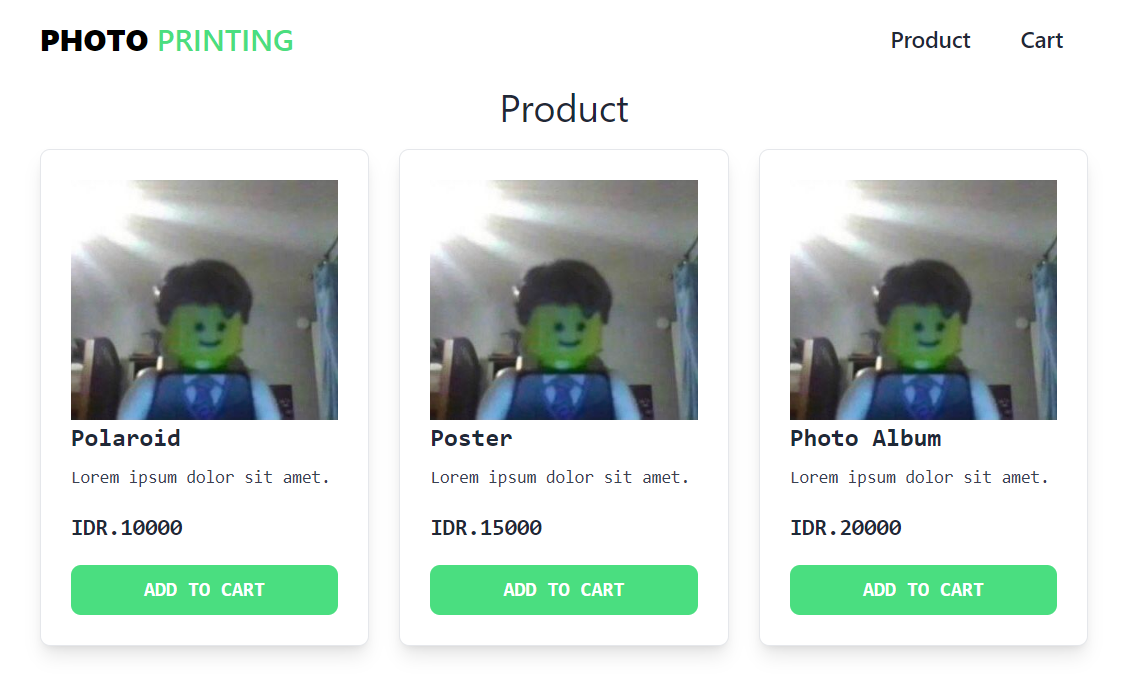 PHOTO PRINTING
Product
Cart
Product
Polaroid
Lorem ipsum dolor sit amet.
IDR.10000
ADD TO CART
Poster
Lorem ipsum dolor sit amet.
IDR.15000
ADD TO CART
Photo Album
Lorem ipsum dolor sit amet.
IDR.20000
ADD TO CART